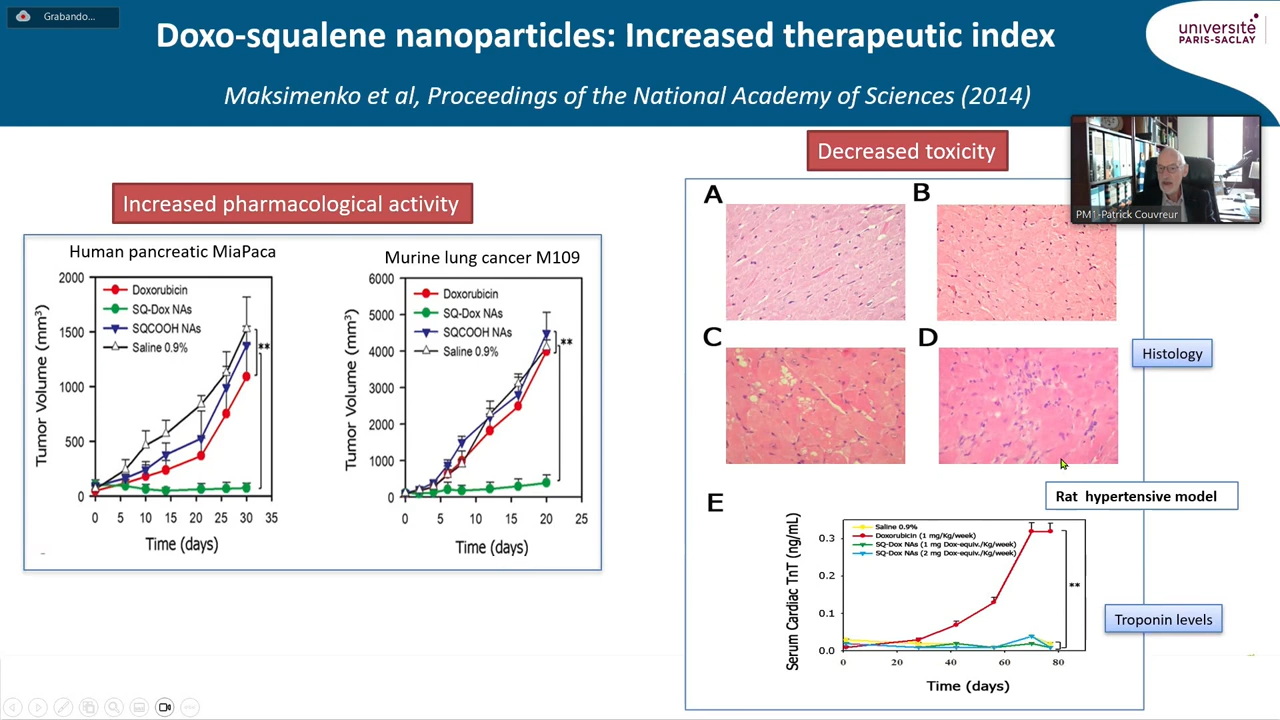 Grabando...
Doxo-squalene nanoparticles: Increased therapeutic index
Maksimenko et al, Proceedings of the National Academy of Sciences (2014)
université
PARIS-SACLAY
PM1-Patrick Couvreur
Increased pharmacological activity
Human pancreatic MiaPaca
Tumor Volume (mm³)
2000
1500
1000
500
0
Doxorubicin
SQ-Dox NAs
SQCOOH NAs
Saline 0.9%
**
0 5 10 15 20 25 30 35
Time (days)
Murine lung cancer M109
Tumor Volume (mm³)
6000
5000
4000
3000
2000
1000
0
Doxorubicin
SQ-Dox NAs
SQCOOH NAs
Saline 0.9%
**
0 5 10 15 20 25
Time (days)
Decreased toxicity
A
B
C
D
Histology
Rat hypertensive model
E
Serum Cardiac TnT (ng/mL)
0.3
0.2
0.1
0.0
Saline 0.9%
Doxorubicin (1 mg/Kg/week)
SQ-Dox NAs (1 mg Dox-equiv./Kg/week)
SQ-Dox NAs (2 mg Dox-equiv./Kg/week)
**
0 20 40 60 80
Time (days)
Troponin levels